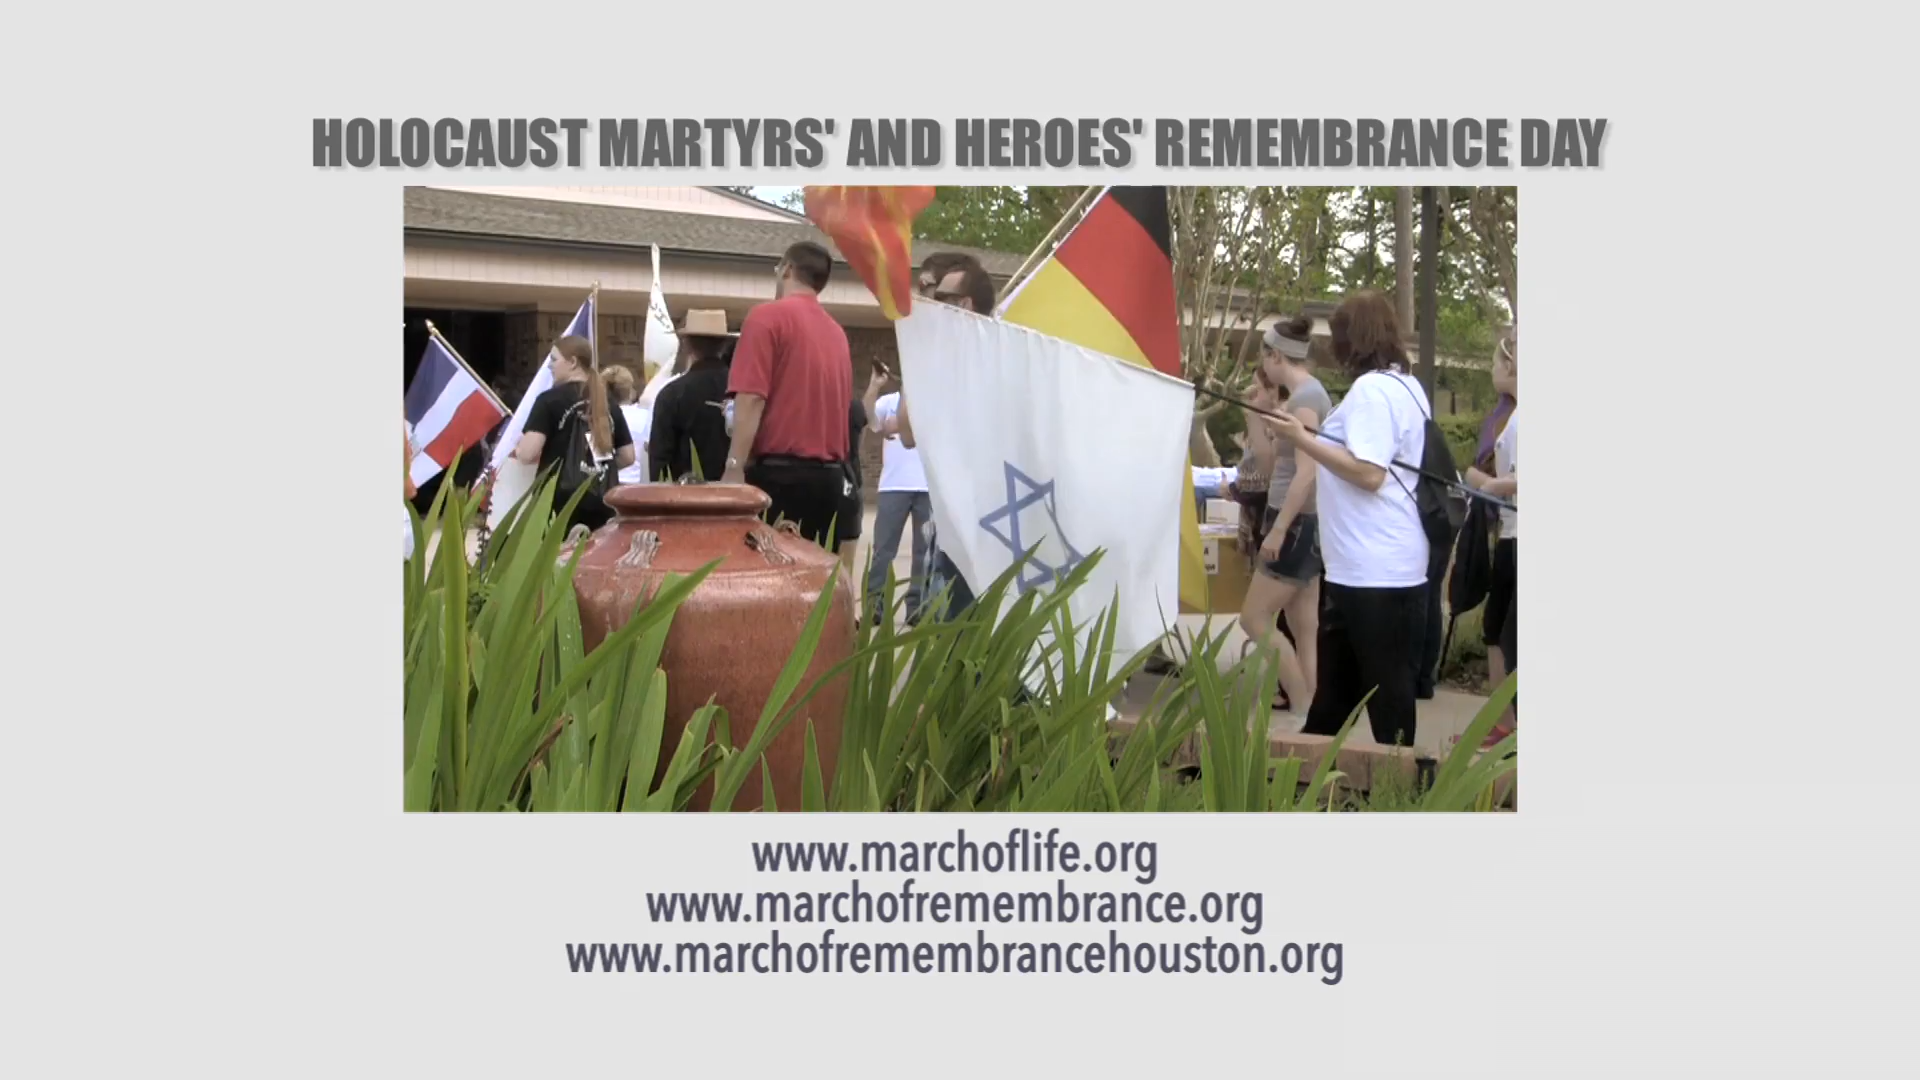 HOLOCAUST MARTYRS' AND HEROES' REMEMBRANCE DAY
www.marchoflife.org
www.marchofremembrance.org
www.marchofremembrancehouston.org